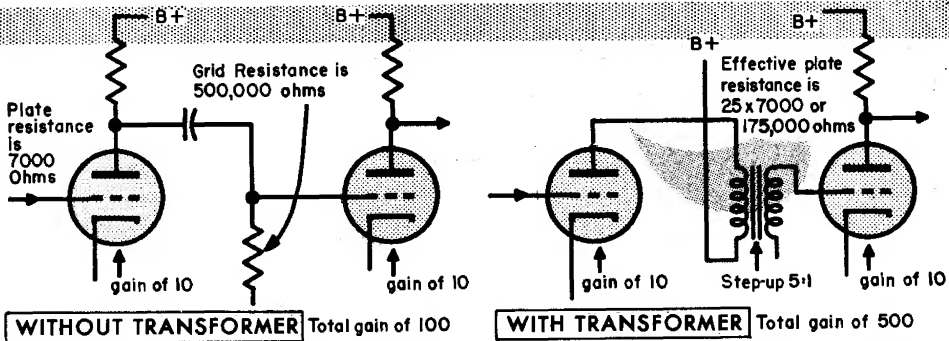 B+
B+
B+
B+
Grid Resistance is
500,000 ohms
Plate
resistance
is
7000
Ohms
Effective plate
resistance is
25 x 7000 or
175,000 ohms
gain of 10
gain of 10
gain of 10
Step-up 5:1
gain of 10
WITHOUT TRANSFORMER Total gain of 100
WITH TRANSFORMER Total gain of 500